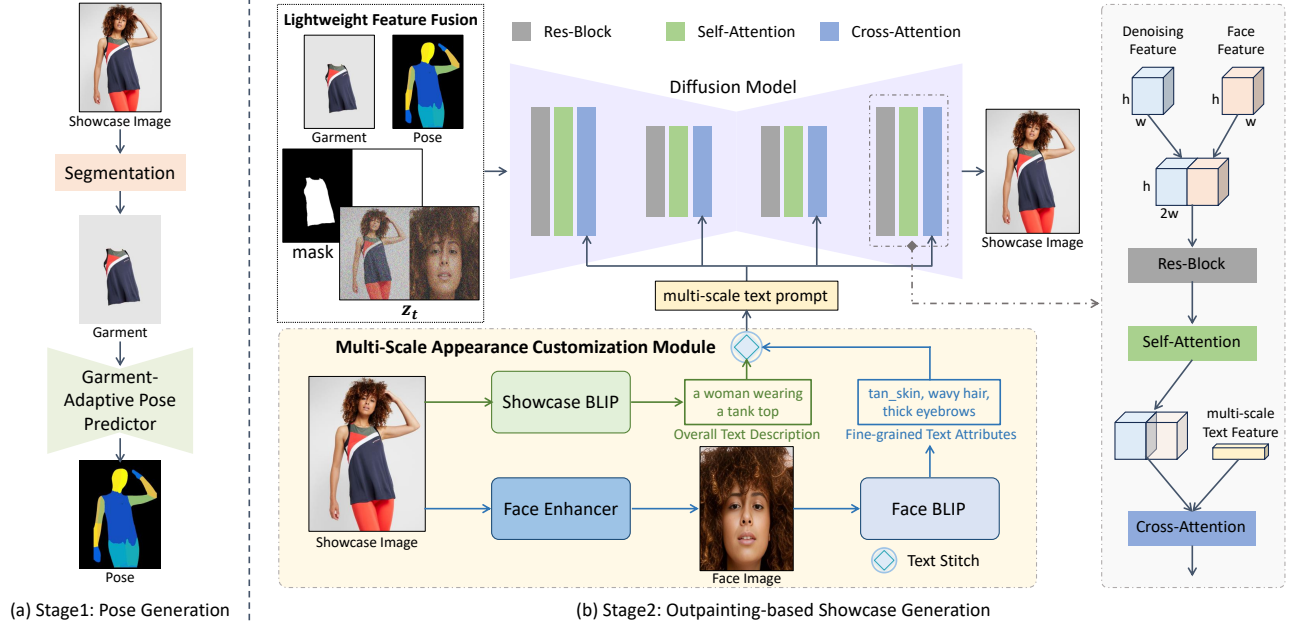 Showcase Image
Segmentation
Garment
Garment-
Adaptive Pose
Predictor
Pose
(a) Stage1: Pose Generation
Lightweight Feature Fusion
Garment
Pose
mask
z_t
Res-Block
Self-Attention
Cross-Attention
Diffusion Model
Showcase Image
multi-scale text prompt
Multi-Scale Appearance Customization Module
Showcase BLIP
a woman wearing
a tank top
Overall Text Description
tan_skin, wavy hair,
thick eyebrows
Fine-grained Text Attributes
Showcase Image
Face Enhancer
Face Image
Face BLIP
Text Stitch
(b) Stage2: Outpainting-based Showcase Generation
Denoising
Feature
Face
Feature
h
w
h
w
h
2w
Res-Block
Self-Attention
multi-scale
Text Feature
Cross-Attention